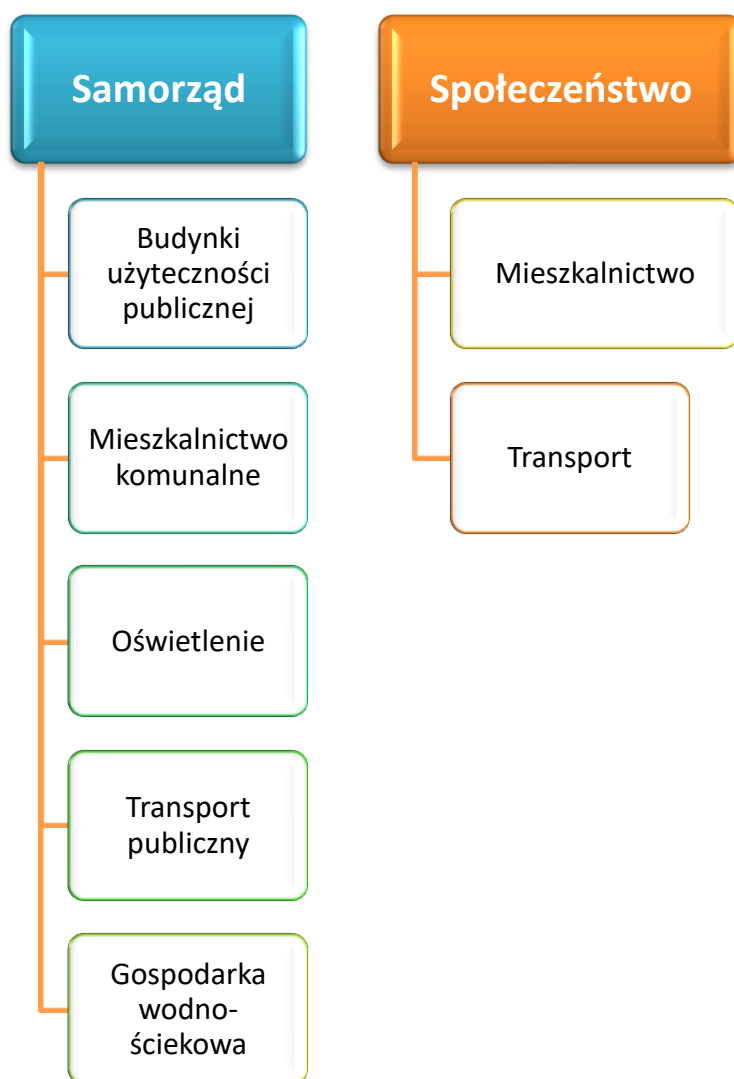 Samorząd
Budynki
użyteczności
publicznej
Mieszkalnictwo
komunalne
Oświetlenie
Transport
publiczny
Gospodarka
wodno-
ściekowa
Społeczeństwo
Mieszkalnictwo
Transport